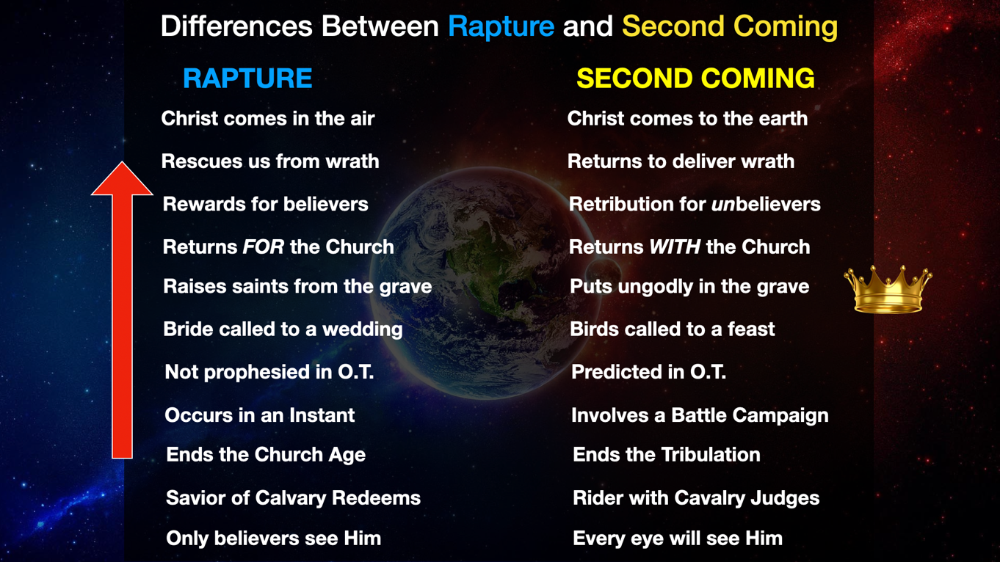 Differences Between Rapture and Second Coming
RAPTURE SECOND COMING
Christ comes in the air Christ comes to the earth
Rescues us from wrath Returns to deliver wrath
Rewards for believers Retribution for unbelievers
Returns FOR the Church Returns WITH the Church
Raises saints from the grave Puts ungodly in the grave
Bride called to a wedding Birds called to a feast
Not prophesied in O.T. Predicted in O.T.
Occurs in an Instant Involves a Battle Campaign
Ends the Church Age Ends the Tribulation
Savior of Calvary Redeems Rider with Cavalry Judges
Only believers see Him Every eye will see Him